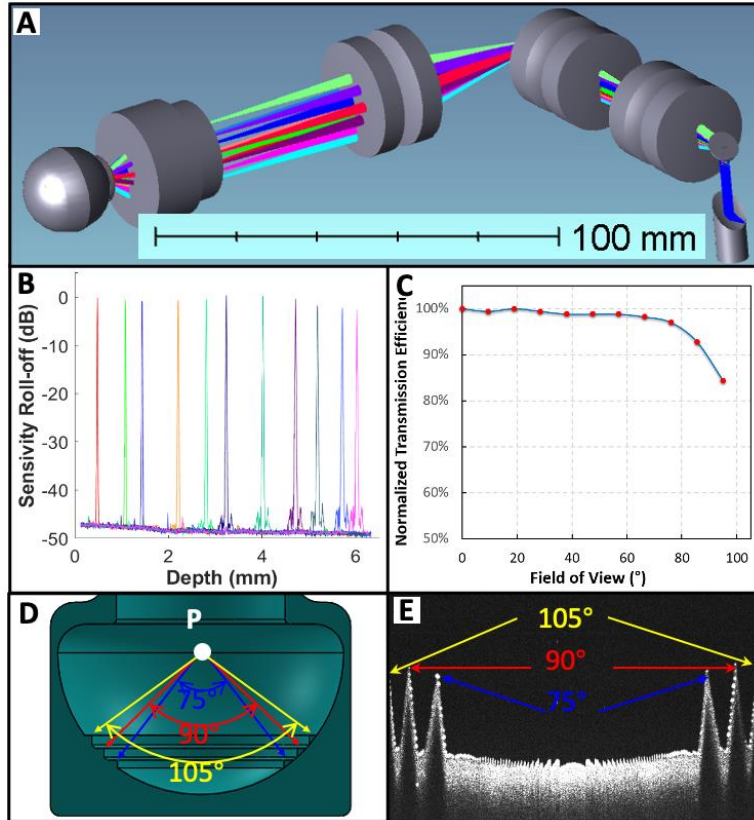 A
100 mm
B
0
-10
-20
-30
-40
-50
Sensivity Roll-off (dB)
0 2 4 6
Depth (mm)
C
100%
90%
80%
70%
60%
50%
Normalized Transmission Efficienc
0 20 40 60 80 100
Field of View (°)
D
P
75°
90°
105°
E
105°
90°
75°